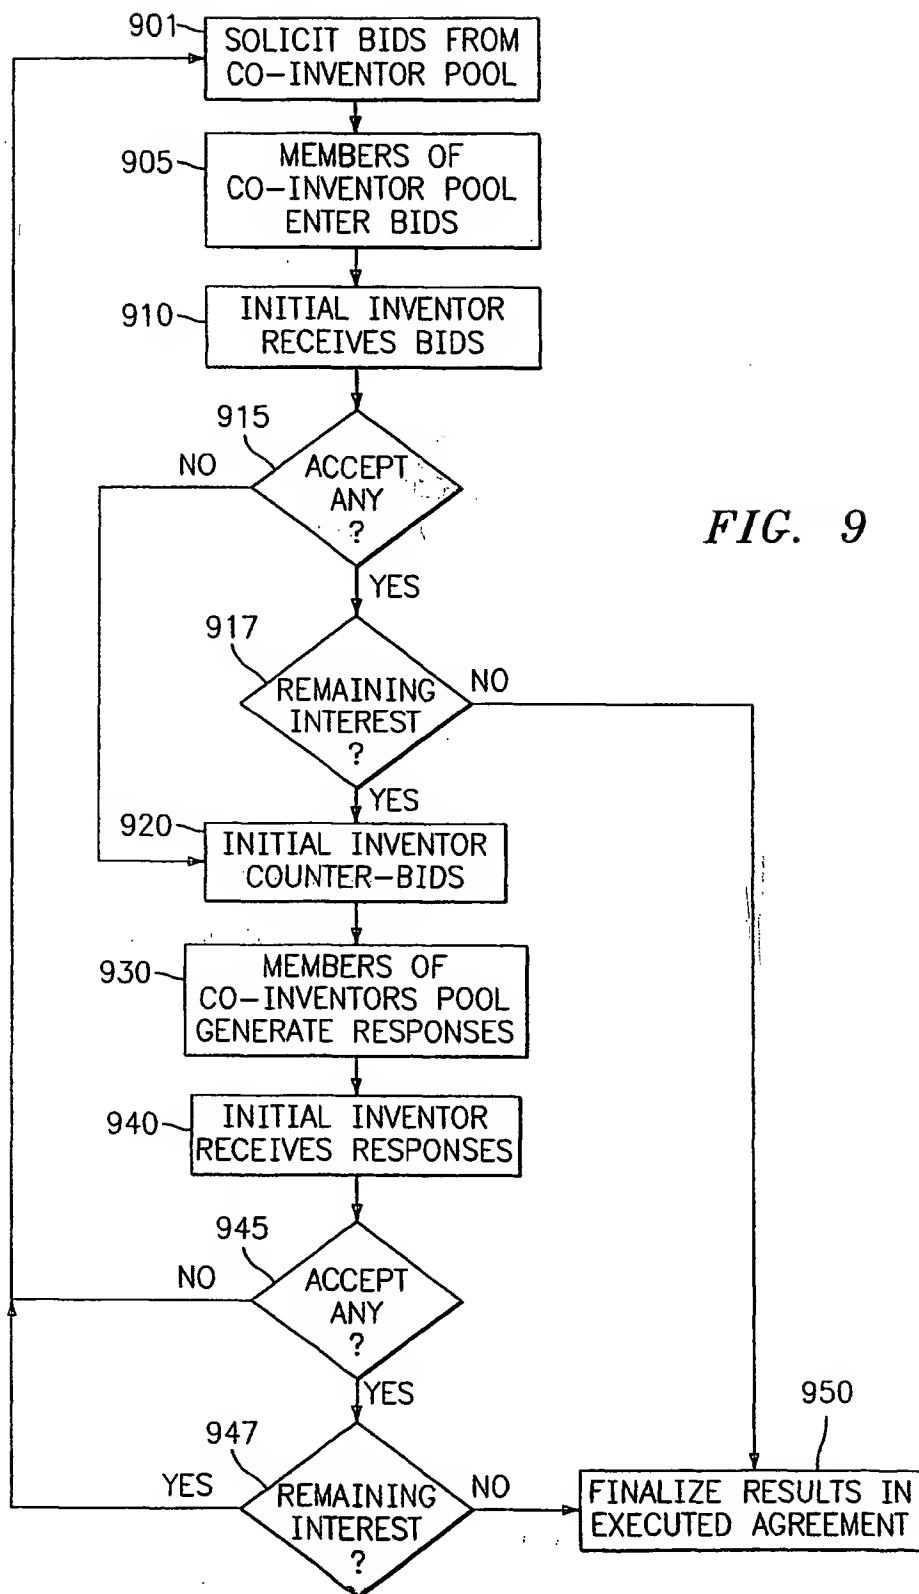 901
SOLICIT BIDS FROM
CO-INVENTOR POOL
905
MEMBERS OF
CO-INVENTOR POOL
ENTER BIDS
910
INITIAL INVENTOR
RECEIVES BIDS
915
NO
ACCEPT
ANY
?
FIG. 9
YES
917
REMAINING
INTEREST
?
NO
YES
920
INITIAL INVENTOR
COUNTER-BIDS
930
MEMBERS OF
CO-INVENTORS POOL
GENERATE RESPONSES
940
INITIAL INVENTOR
RECEIVES RESPONSES
945
NO
ACCEPT
ANY
?
YES
947
YES
REMAINING
INTEREST
?
NO
950
FINALIZE RESULTS IN
EXECUTED AGREEMENT